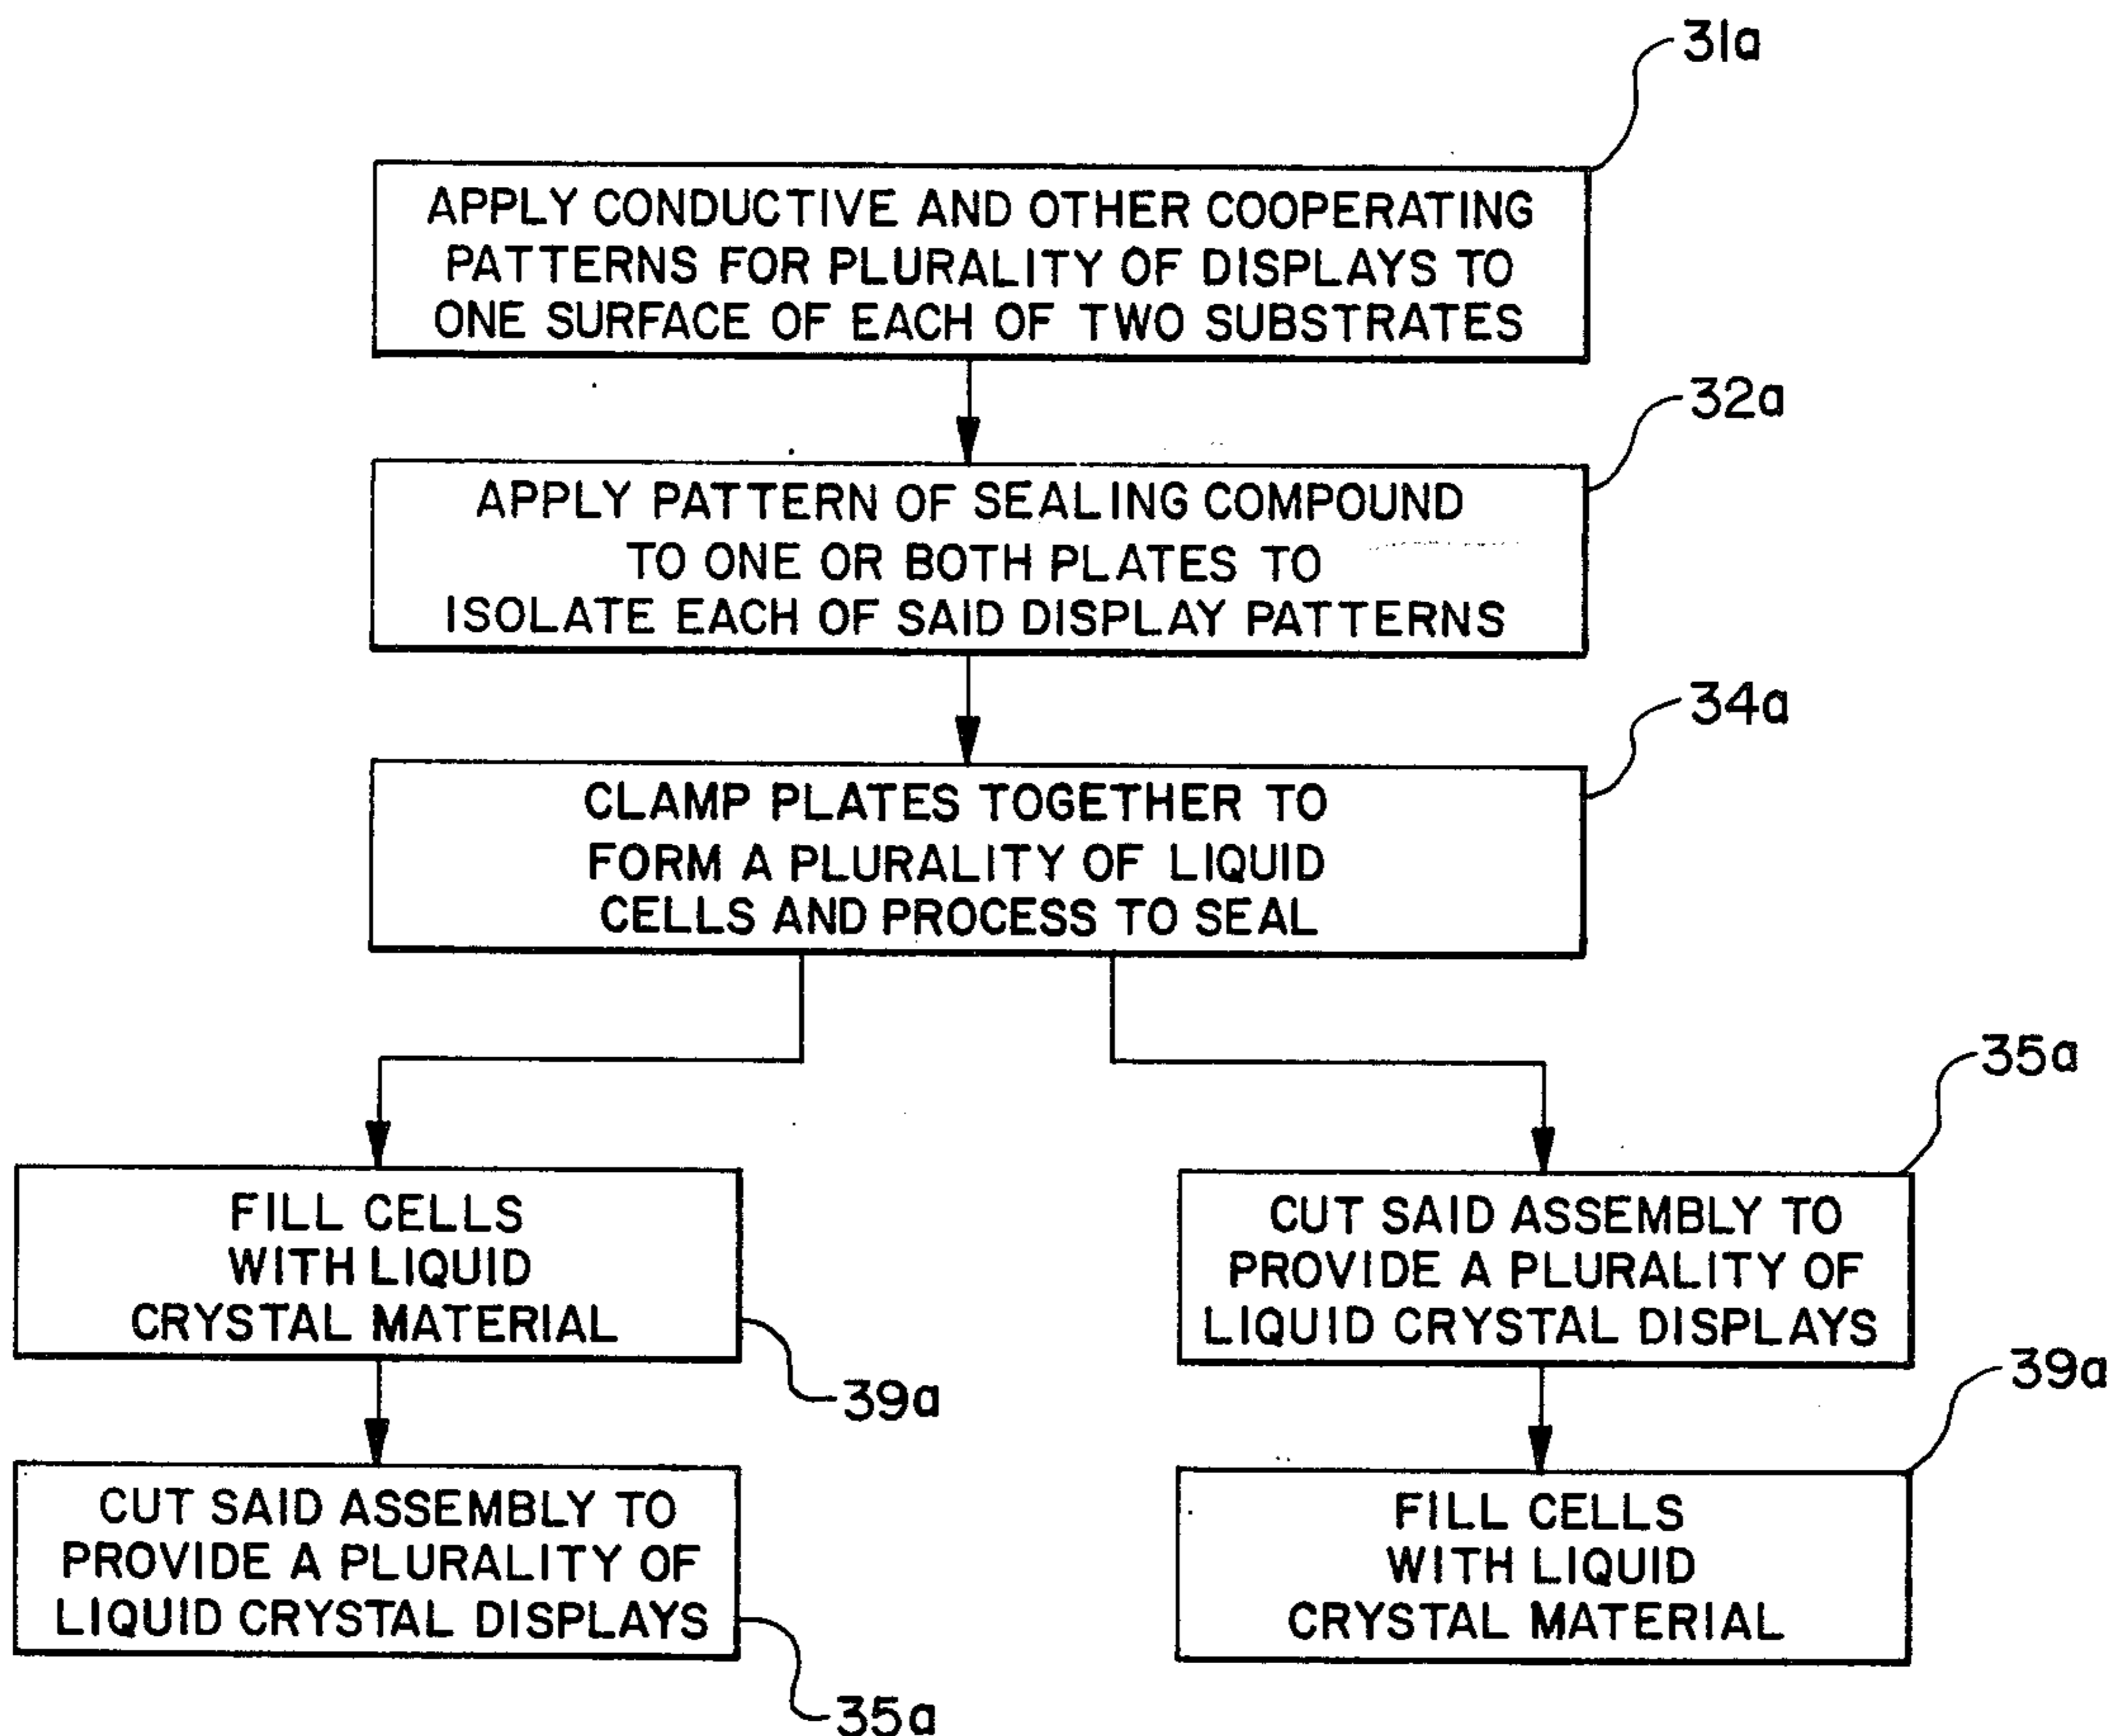 31a
APPLY CONDUCTIVE AND OTHER COOPERATING
PATTERNS FOR PLURALITY OF DISPLAYS TO
ONE SURFACE OF EACH OF TWO SUBSTRATES
32a
APPLY PATTERN OF SEALING COMPOUND
TO ONE OR BOTH PLATES TO
ISOLATE EACH OF SAID DISPLAY PATTERNS
34a
CLAMP PLATES TOGETHER TO
FORM A PLURALITY OF LIQUID
CELLS AND PROCESS TO SEAL
FILL CELLS
WITH LIQUID
CRYSTAL MATERIAL
39a
CUT SAID ASSEMBLY TO
PROVIDE A PLURALITY OF
LIQUID CRYSTAL DISPLAYS
35a
35a
CUT SAID ASSEMBLY TO
PROVIDE A PLURALITY OF
LIQUID CRYSTAL DISPLAYS
39a
FILL CELLS
WITH LIQUID
CRYSTAL MATERIAL